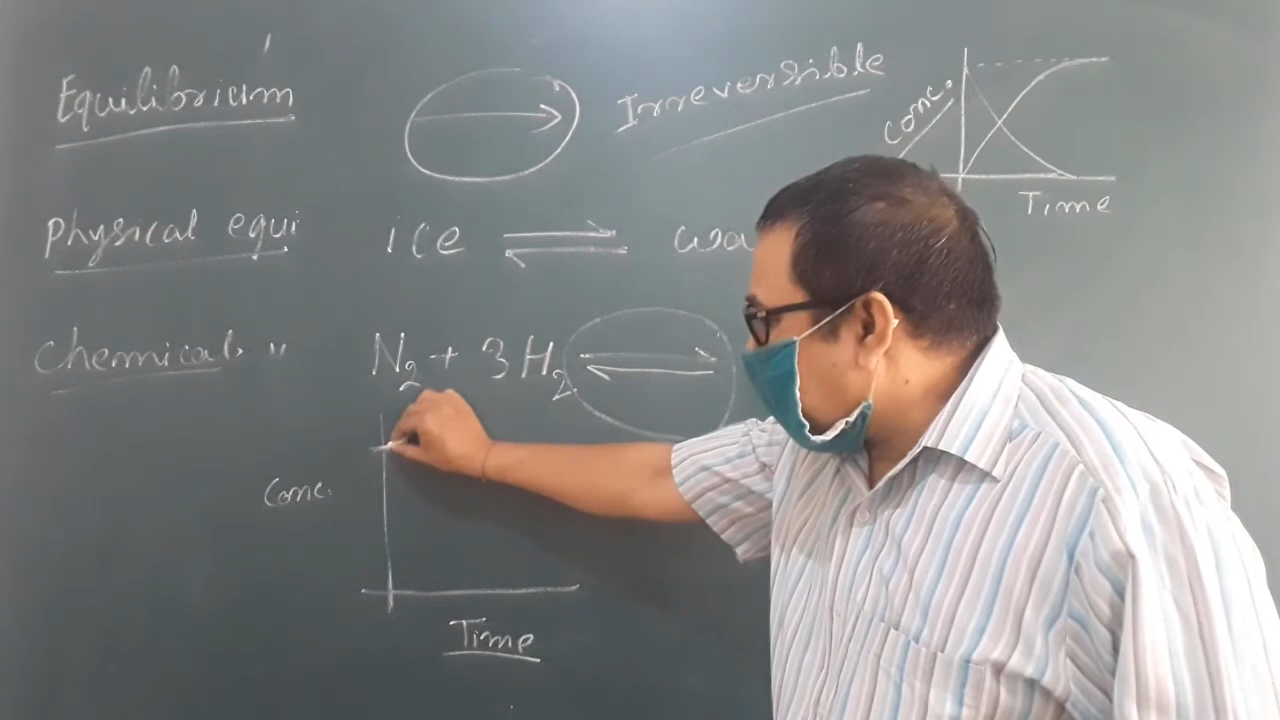 Equilibrium → Irreversible
Conc.
Time
Physical equi ice ⇌
Chemical " N2 + 3H2 ⇌
Conc.
Time